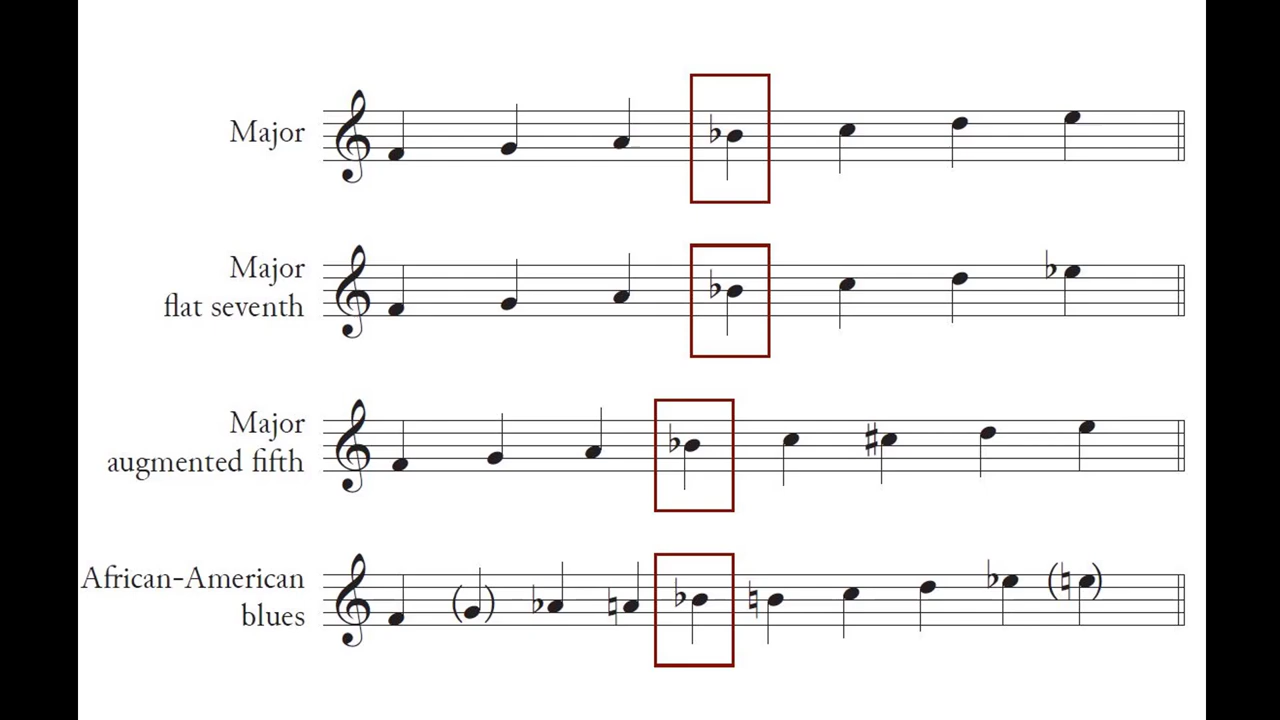 Major
Major
flat seventh
Major
augmented fifth
African-American
blues